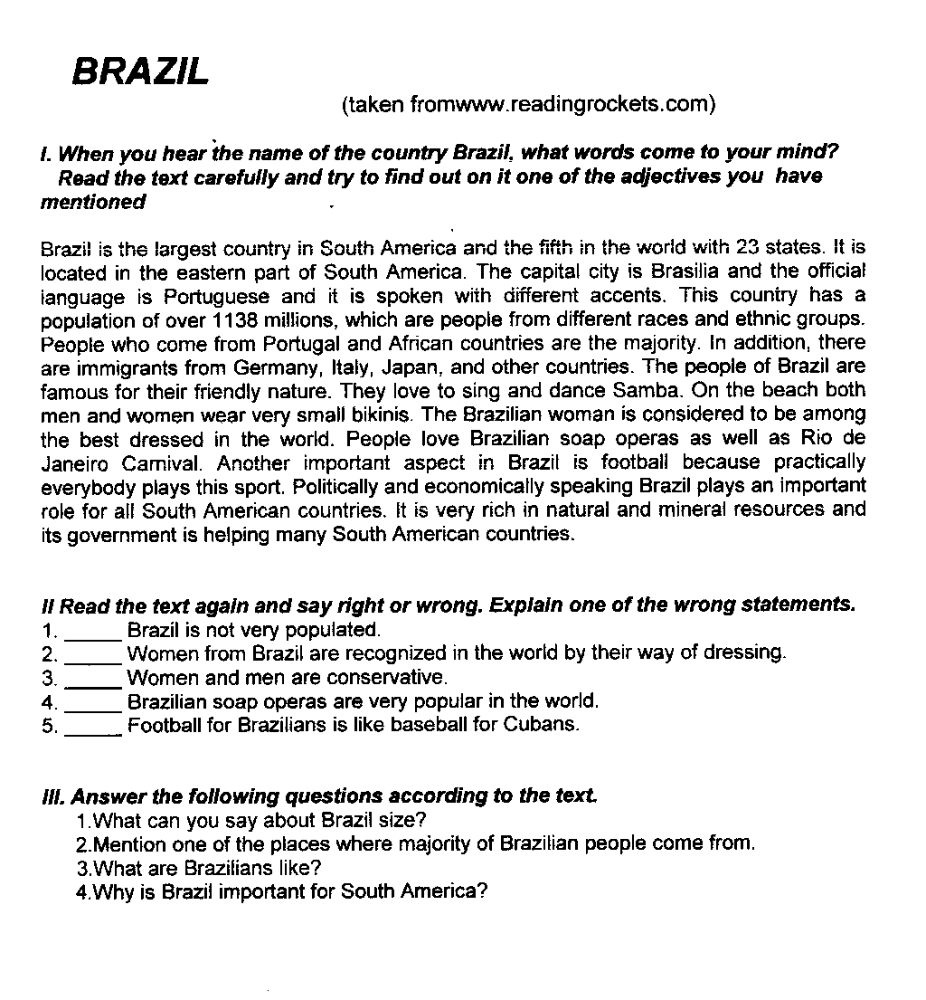 BRAZIL
(taken fromwww.readingrockets.com)
I. When you hear the name of the country Brazil, what words come to your mind?
Read the text carefully and try to find out on it one of the adjectives you have
mentioned
Brazil is the largest country in South America and the fifth in the world with 23 states. It is
located in the eastern part of South America. The capital city is Brasilia and the official
language is Portuguese and it is spoken with different accents. This country has a
population of over 1138 millions, which are people from different races and ethnic groups.
People who come from Portugal and African countries are the majority. In addition, there
are immigrants from Germany, Italy, Japan, and other countries. The people of Brazil are
famous for their friendly nature. They love to sing and dance Samba. On the beach both
men and women wear very small bikinis. The Brazilian woman is considered to be among
the best dressed in the world. People love Brazilian soap operas as well as Rio de
Janeiro Carnival. Another important aspect in Brazil is football because practically
everybody plays this sport. Politically and economically speaking Brazil plays an important
role for all South American countries. It is very rich in natural and mineral resources and
its government is helping many South American countries.
II Read the text again and say right or wrong. Explain one of the wrong statements.
1. _____ Brazil is not very populated.
2. _____ Women from Brazil are recognized in the world by their way of dressing.
3. _____ Women and men are conservative.
4. _____ Brazilian soap operas are very popular in the world.
5. _____ Football for Brazilians is like baseball for Cubans.
III. Answer the following questions according to the text.
1.What can you say about Brazil size?
2.Mention one of the places where majority of Brazilian people come from.
3.What are Brazilians like?
4.Why is Brazil important for South America?